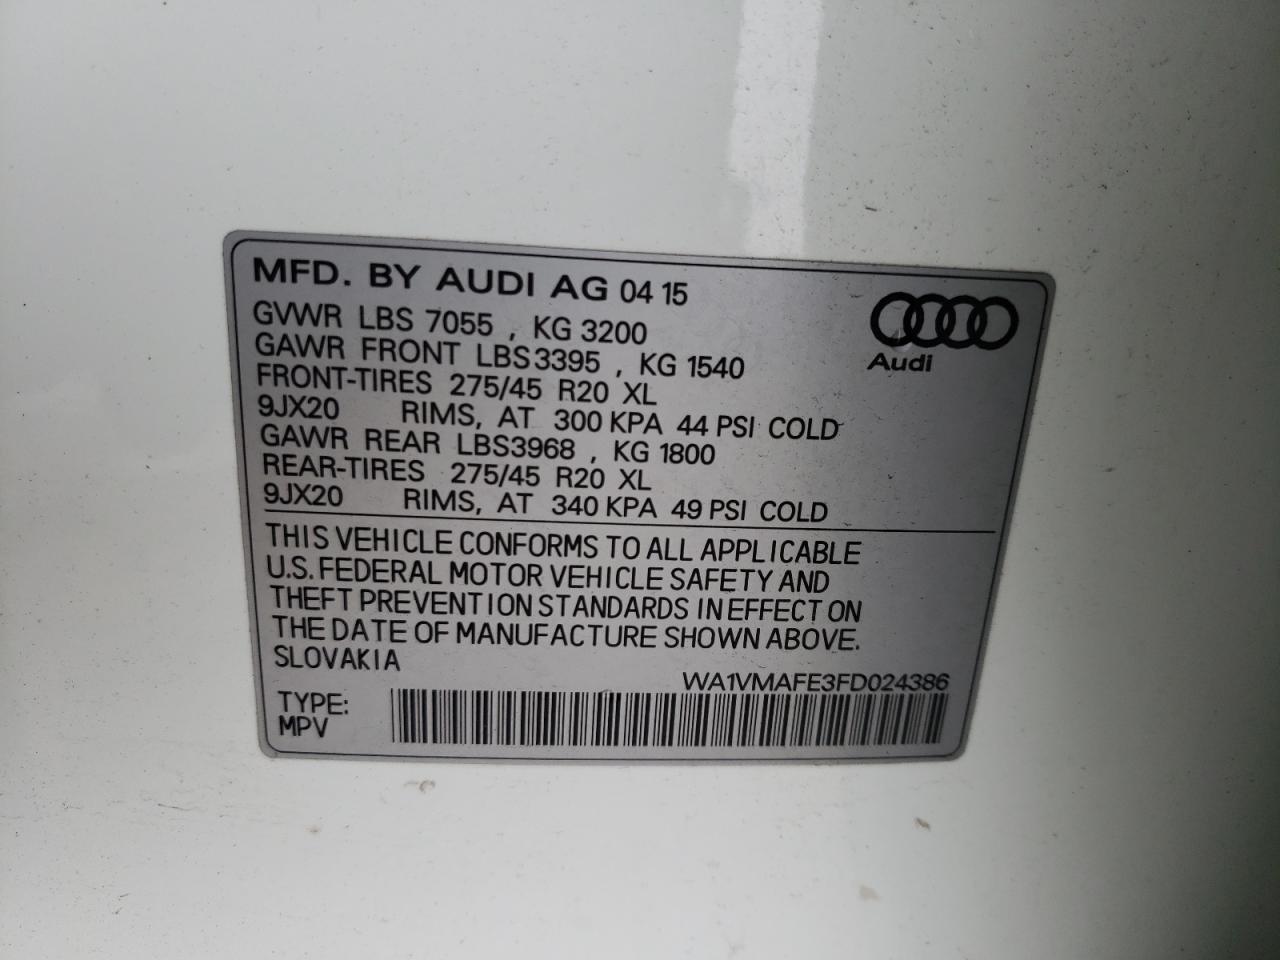 MFD. BY AUDI AG 04 15
GVWR LBS 7055 , KG 3200
GAWR FRONT LBS3395 , KG 1540
FRONT-TIRES 275/45 R20 XL
9JX20 RIMS, AT 300 KPA 44 PSI COLD
GAWR REAR LBS3968 , KG 1800
REAR-TIRES 275/45 R20 XL
9JX20 RIMS, AT 340 KPA 49 PSI COLD
Audi
THIS VEHICLE CONFORMS TO ALL APPLICABLE
U.S. FEDERAL MOTOR VEHICLE SAFETY AND
THEFT PREVENTION STANDARDS IN EFFECT ON
THE DATE OF MANUFACTURE SHOWN ABOVE.
SLOVAKIA
WA1VMAFE3FD024386
TYPE:
MPV